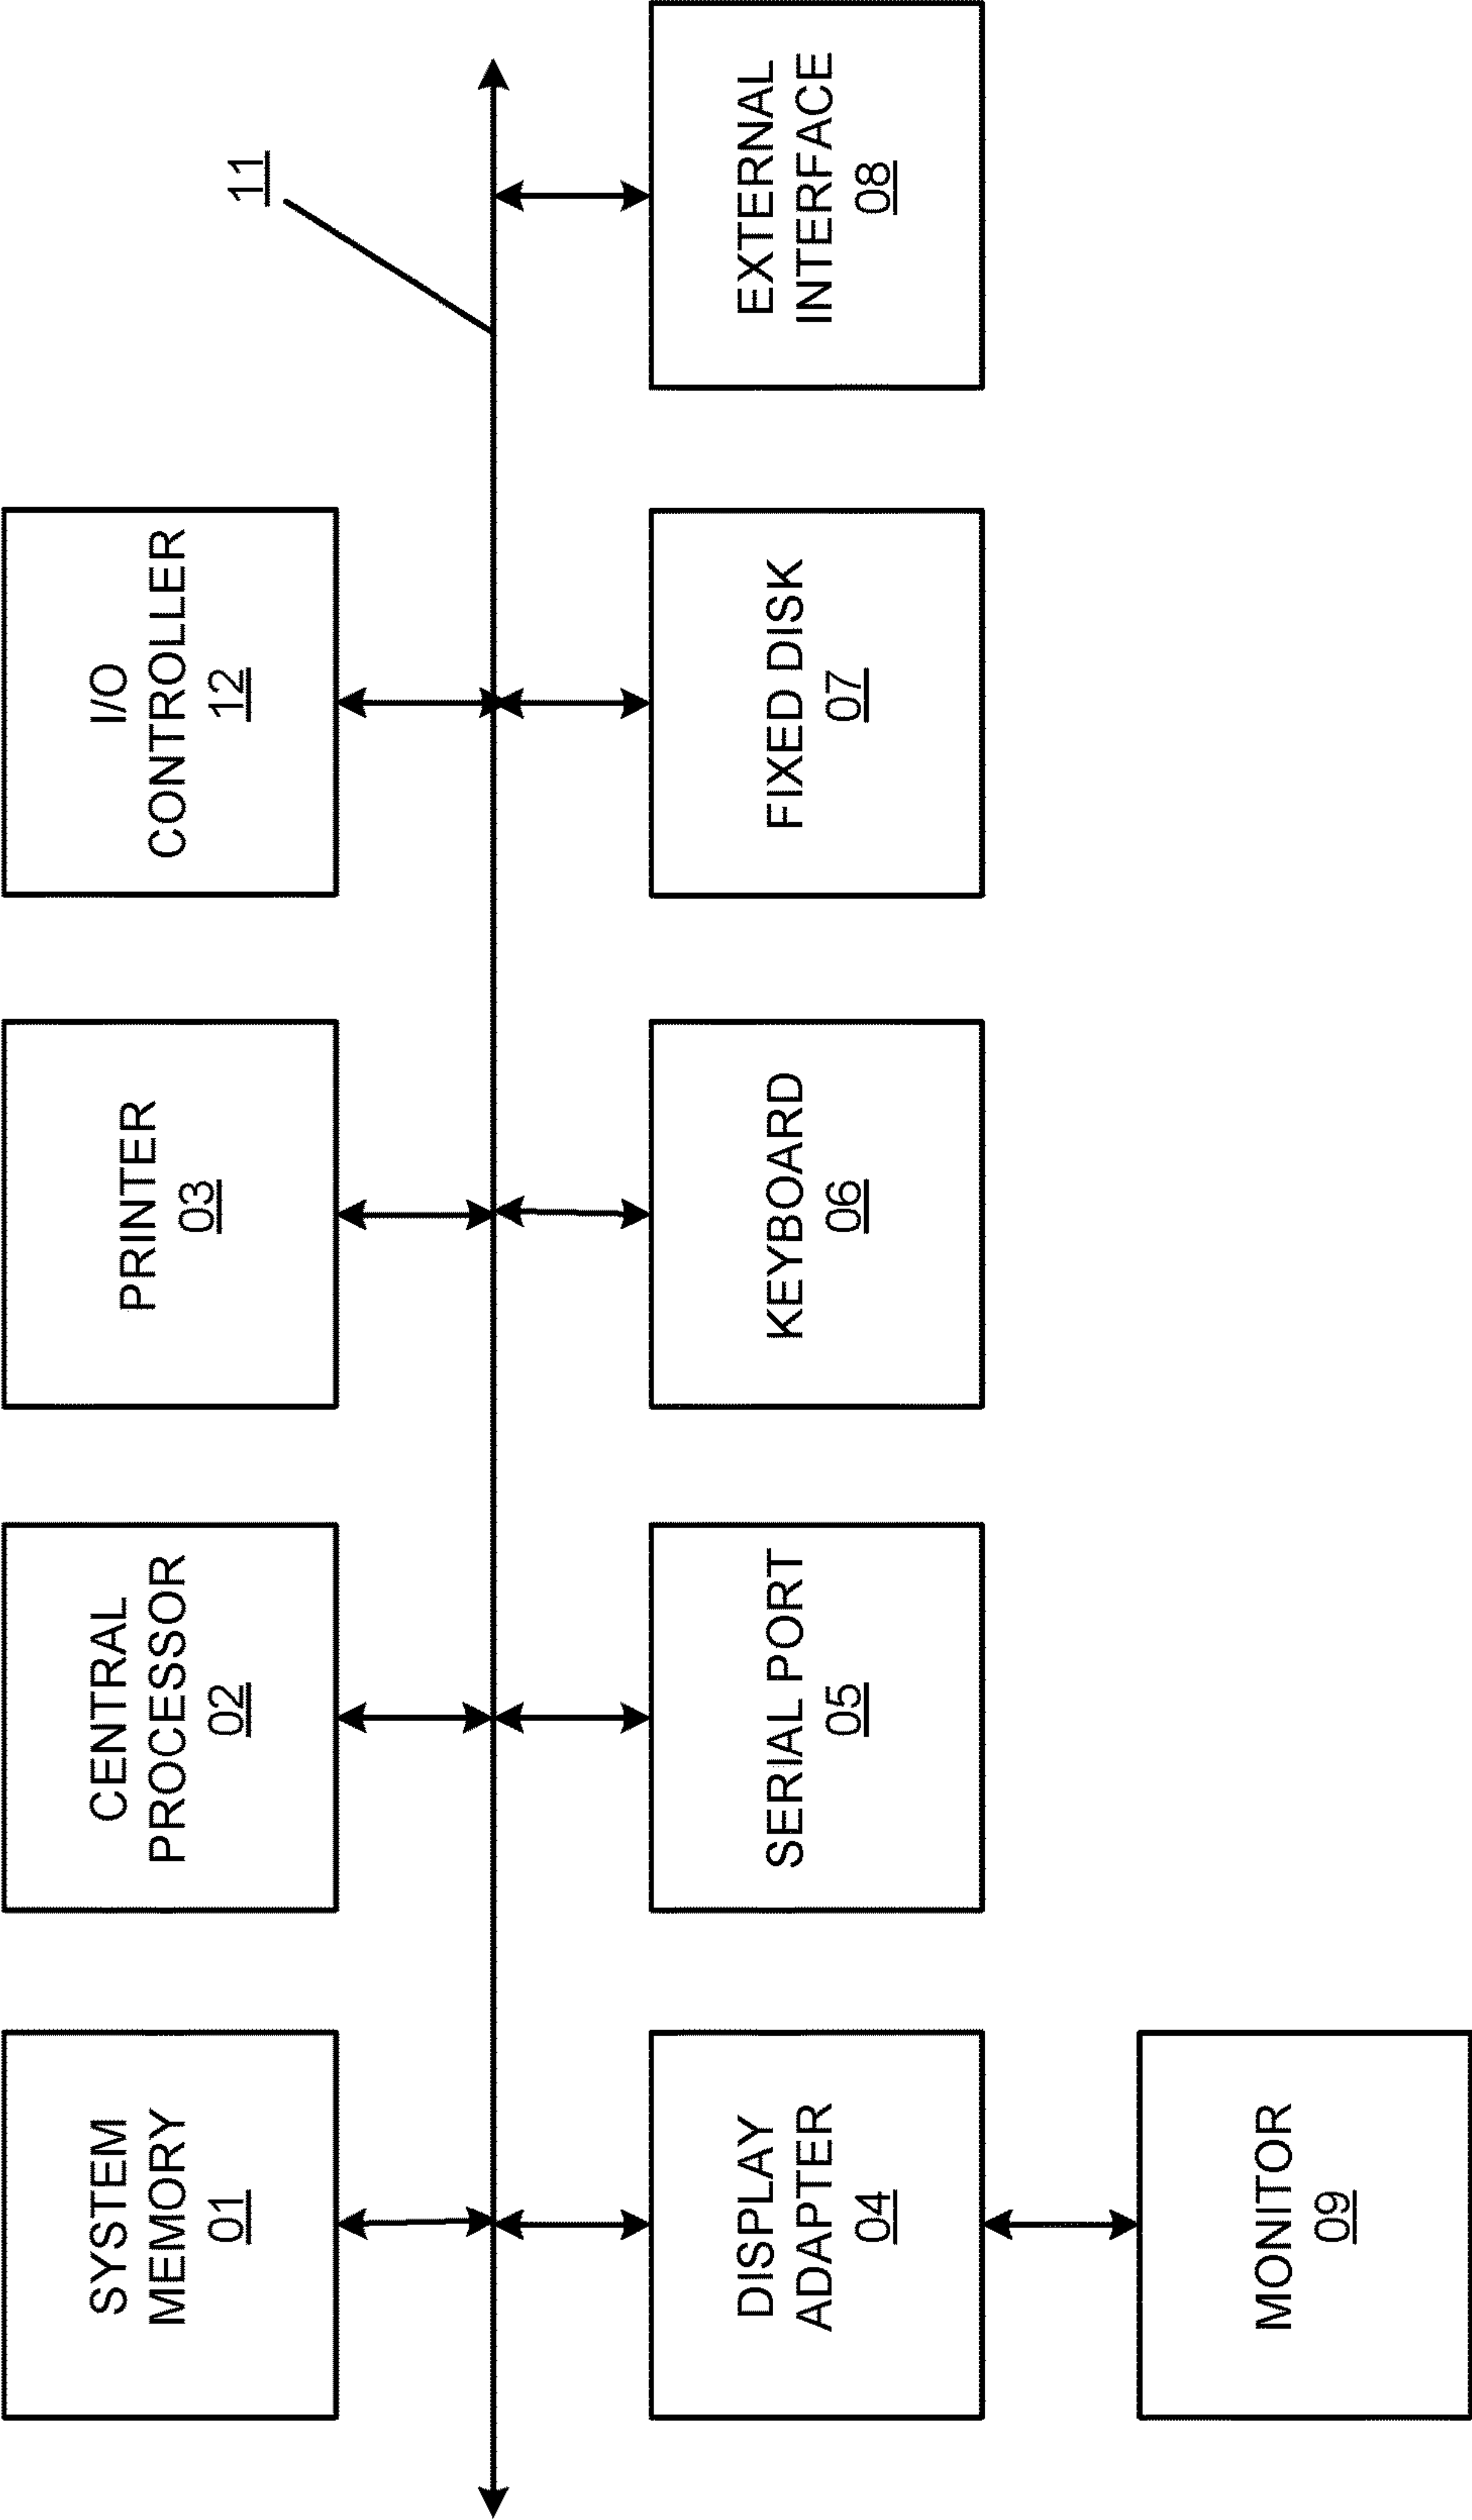 SYSTEM
MEMORY
01
CENTRAL
PROCESSOR
02
PRINTER
03
I/O
CONTROLLER
12
11
DISPLAY
ADAPTER
04
SERIAL PORT
05
KEYBOARD
06
FIXED DISK
07
EXTERNAL
INTERFACE
08
MONITOR
09